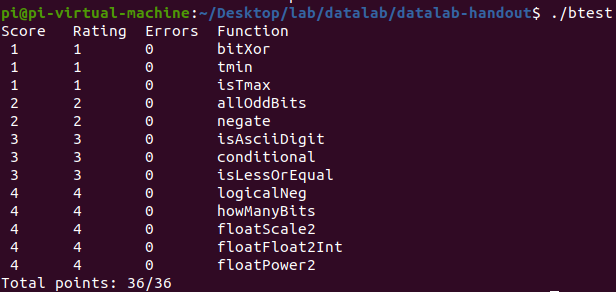 pi@pi-virtual-machine:~/Desktop/lab/datalab/datalab-handout$ ./btest
Score Rating Errors Function
1 1 0 bitXor
1 1 0 tmin
1 1 0 isTmax
2 2 0 allOddBits
2 2 0 negate
3 3 0 isAsciiDigit
3 3 0 conditional
3 3 0 isLessOrEqual
4 4 0 logicalNeg
4 4 0 howManyBits
4 4 0 floatScale2
4 4 0 floatFloat2Int
4 4 0 floatPower2
Total points: 36/36